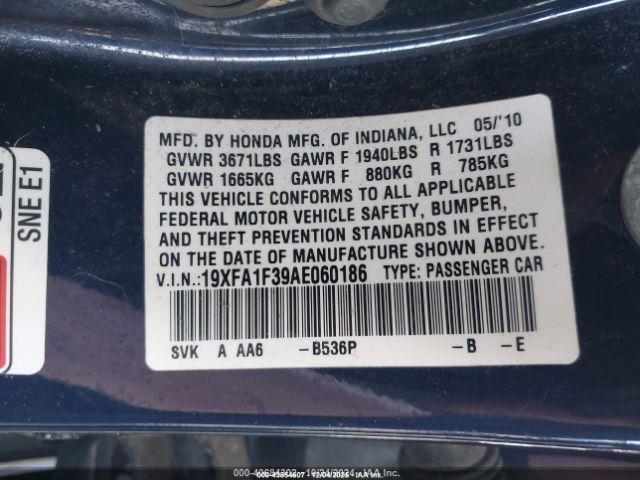 MFD. BY HONDA MFG. OF INDIANA, LLC 05/'10
GVWR 3671LBS GAWR F 1940LBS R 1731LBS
GVWR 1665KG GAWR F 880KG R 785KG
THIS VEHICLE CONFORMS TO ALL APPLICABLE
FEDERAL MOTOR VEHICLE SAFETY, BUMPER,
AND THEFT PREVENTION STANDARDS IN EFFECT
ON THE DATE OF MANUFACTURE SHOWN ABOVE.
V.I.N.:19XFA1F39AE060186 TYPE: PASSENGER CAR
SVK A AA6 -B536P -B -E
SNE E1